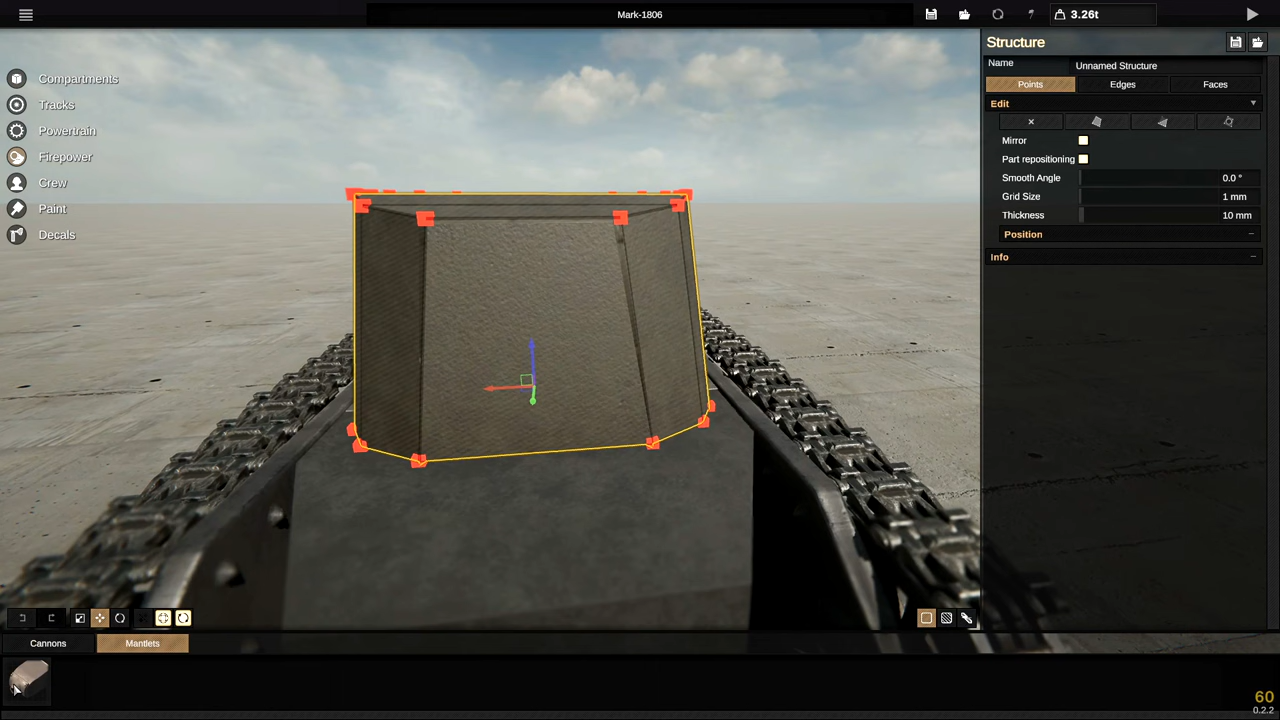 Mark-1806
3.26t
Compartments
Tracks
Powertrain
Firepower
Crew
Paint
Decals
Structure
Name
Unnamed Structure
Points
Edges
Faces
Edit
Mirror
Part repositioning
Smooth Angle
0.0 °
Grid Size
1 mm
Thickness
10 mm
Position
Info
Cannons
Mantlets
60
0.2.2